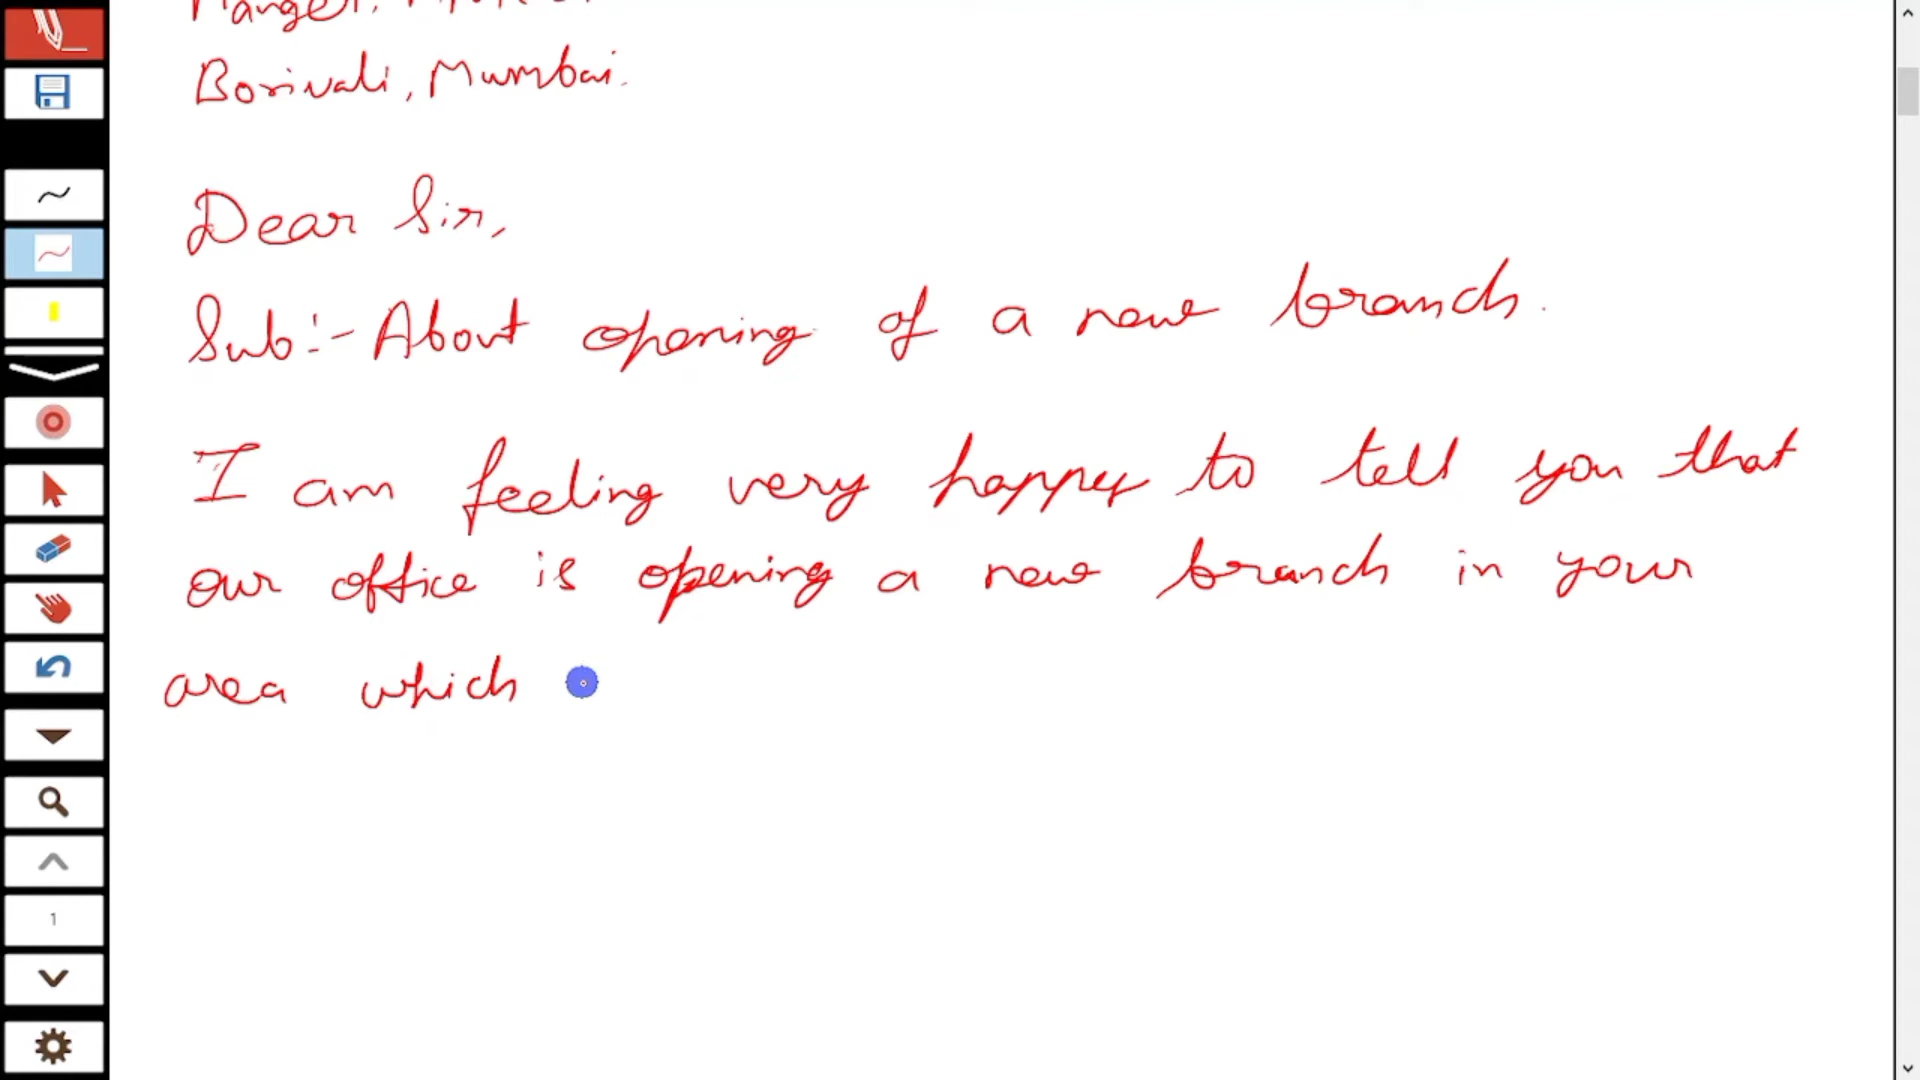 Borivali, Mumbai.
Dear Sir,
Sub:- About opening of a new branch.
I am feeling very happy to tell you that
our office is opening a new branch in your
area which
1